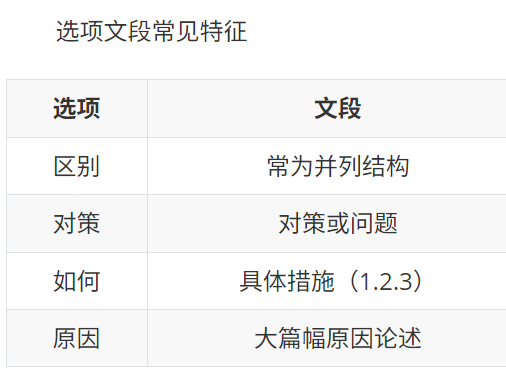 选项文段常见特征
选项 文段
区别 常为并列结构
对策 对策或问题
如何 具体措施（1.2.3）
原因 大篇幅原因论述